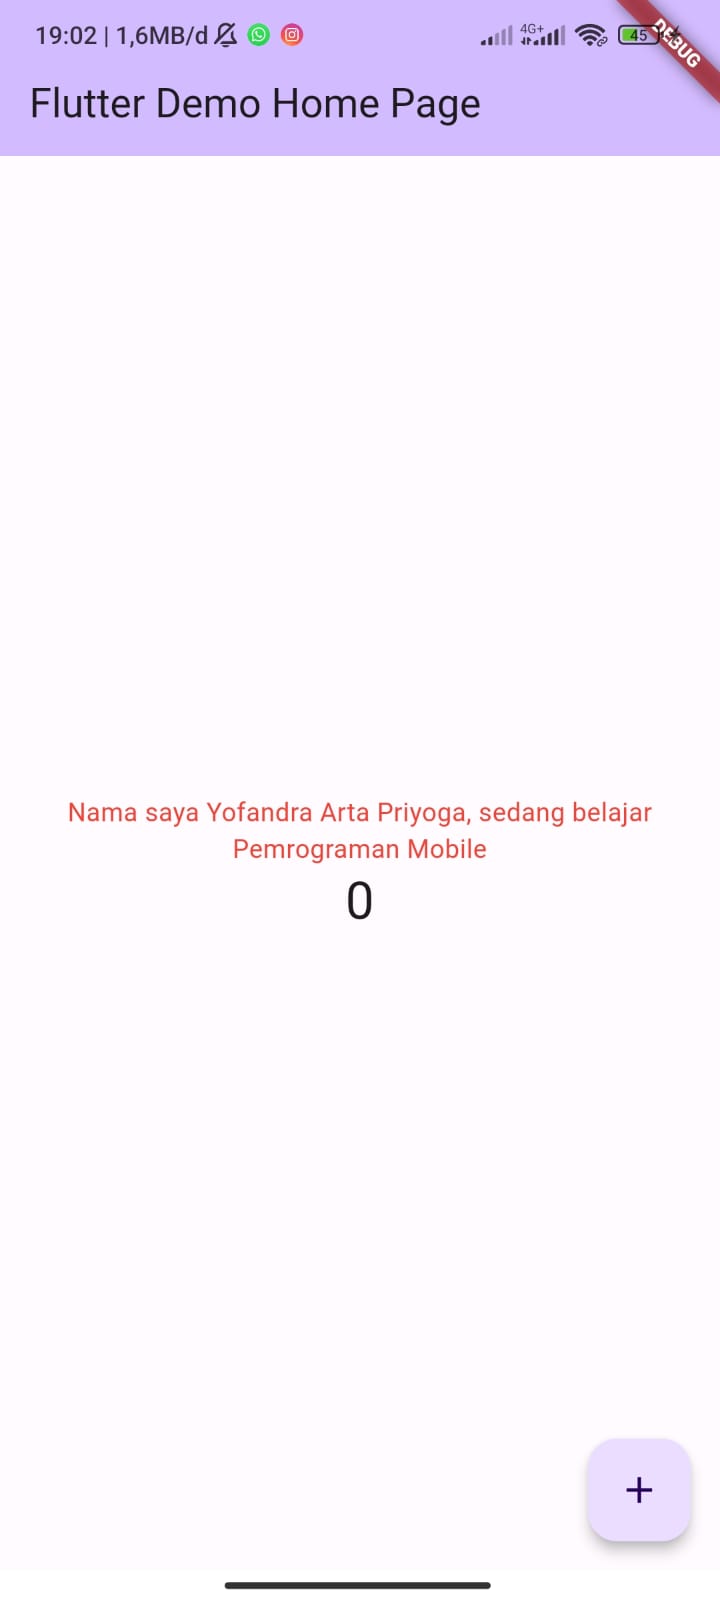 19:02 | 1,6MB/d
4G+
45
DEBUG
Flutter Demo Home Page
Nama saya Yofandra Arta Priyoga, sedang belajar
Pemrograman Mobile
0
+